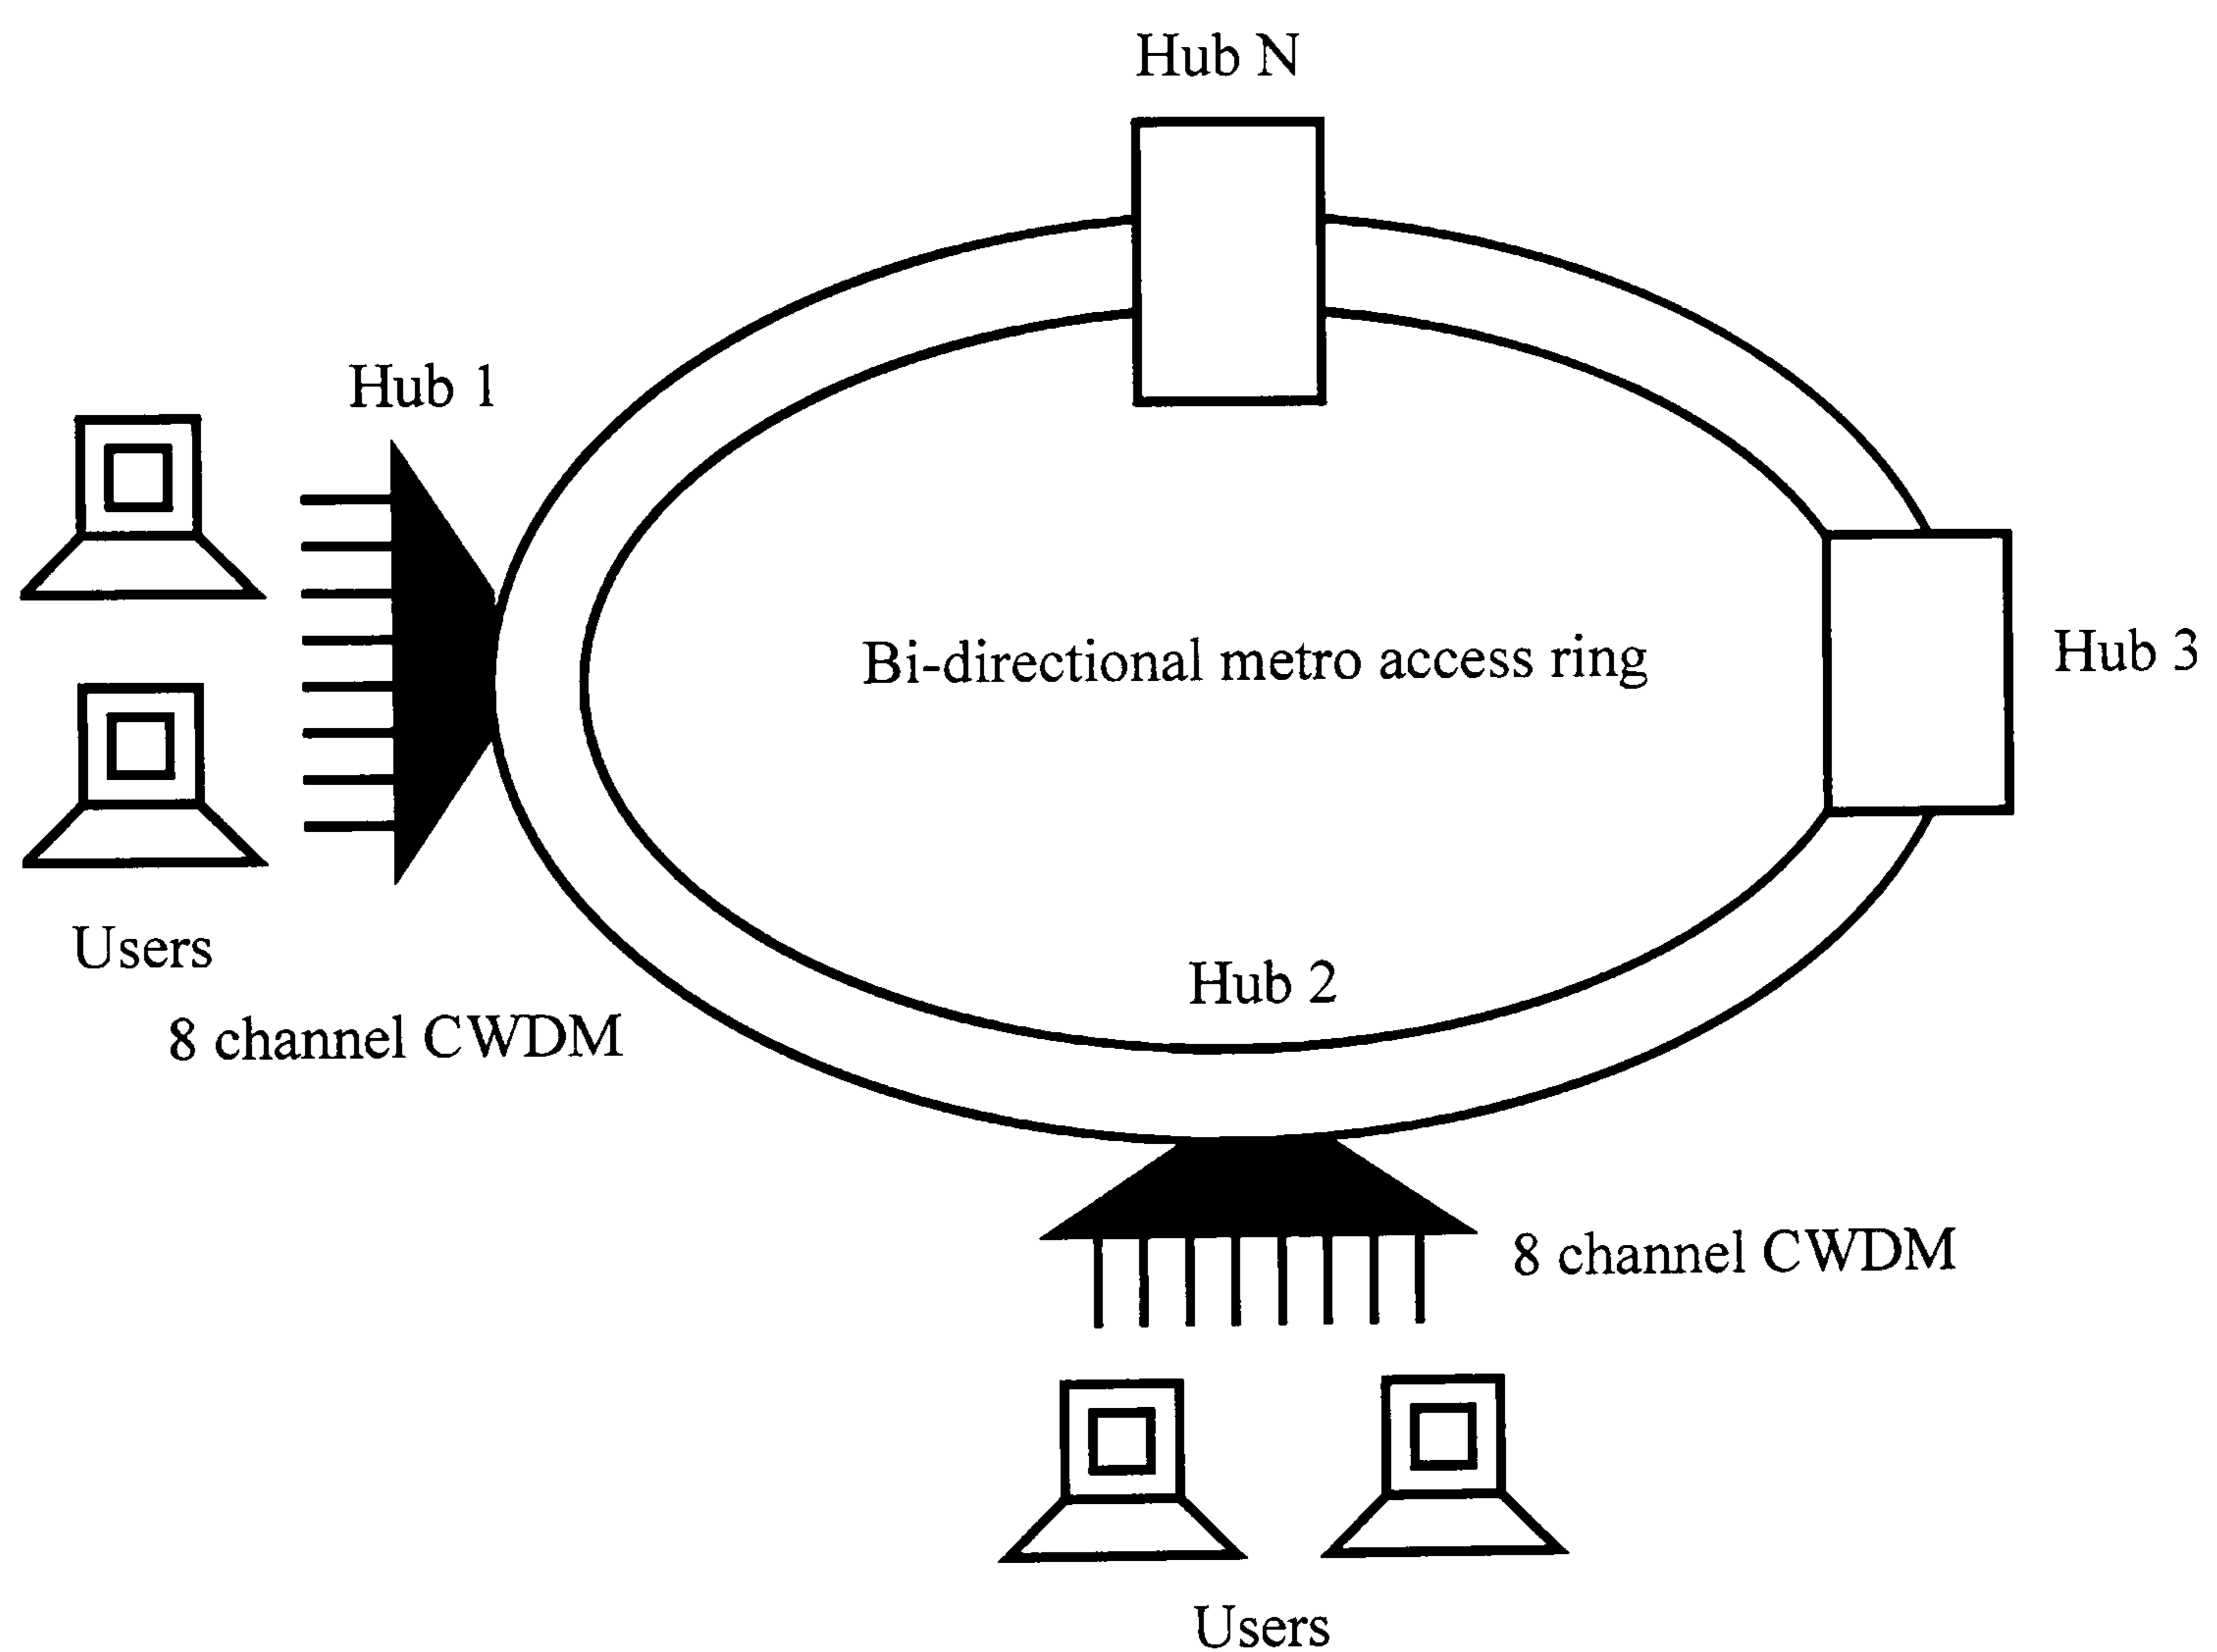 Hub N
Hub 1
Bi-directional metro access ring
Hub 3
Users
Hub 2
8 channel CWDM
8 channel CWDM
Users